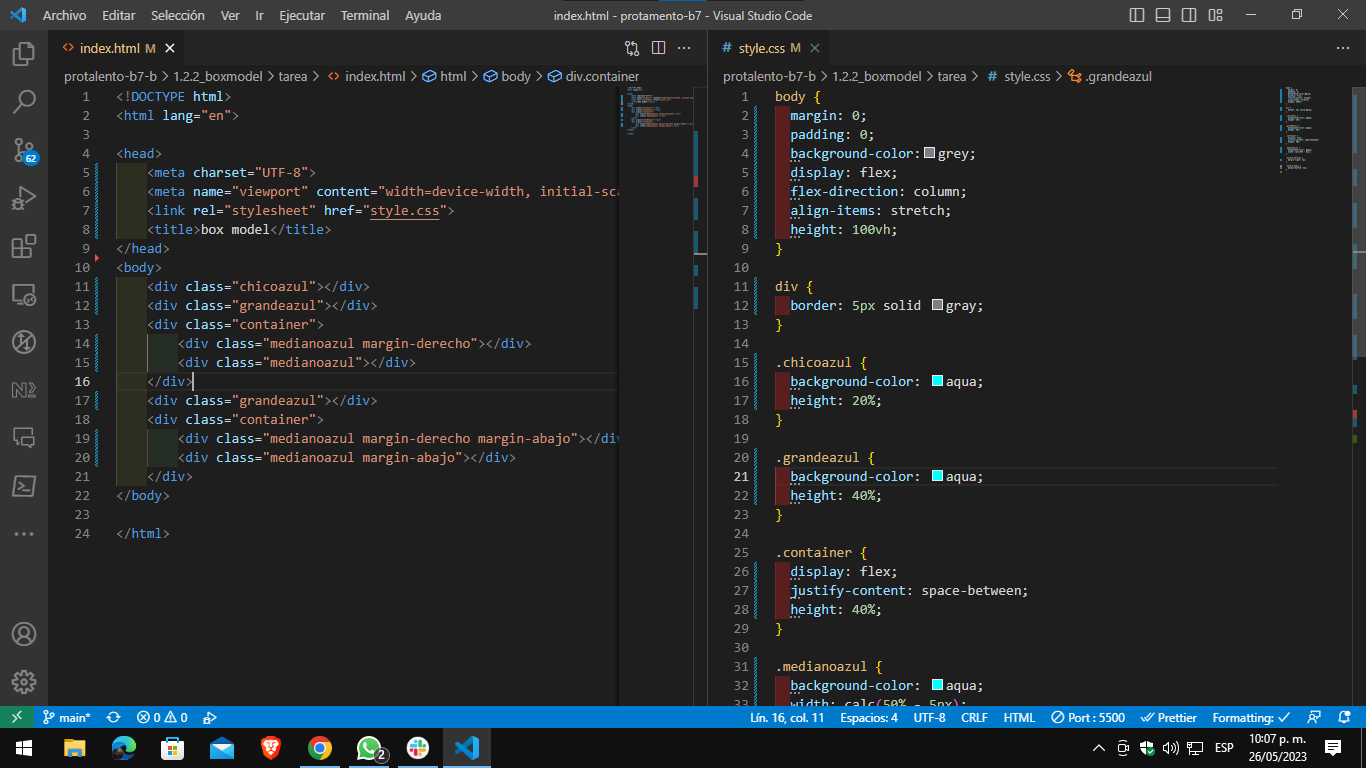 Archivo Editar Selección Ver Ir Ejecutar Terminal Ayuda
index.html - protamento-b7 - Visual Studio Code
index.html M
protalento-b7-b > 1.2.2_boxmodel > tarea > index.html > html > body > div.container
1 <!DOCTYPE html>
2 <html lang="en">
3
4 <head>
5 <meta charset="UTF-8">
6 <meta name="viewport" content="width=device-width, initial-sca
7 <link rel="stylesheet" href="style.css">
8 <title>box model</title>
9 </head>
10 <body>
11 <div class="chicoazul"></div>
12 <div class="grandeazul"></div>
13 <div class="container">
14 <div class="medianoazul margin-derecho"></div>
15 <div class="medianoazul"></div>
16 </div>
17 <div class="grandeazul"></div>
18 <div class="container">
19 <div class="medianoazul margin-derecho margin-abajo"></div
20 <div class="medianoazul margin-abajo"></div>
21 </div>
22 </body>
23
24 </html>
style.css M
protalento-b7-b > 1.2.2_boxmodel > tarea > style.css > .grandeazul
1 body {
2 margin: 0;
3 padding: 0;
4 background-color: grey;
5 display: flex;
6 flex-direction: column;
7 align-items: stretch;
8 height: 100vh;
9 }
10
11 div {
12 border: 5px solid gray;
13 }
14
15 .chicoazul {
16 background-color: aqua;
17 height: 20%;
18 }
19
20 .grandeazul {
21 background-color: aqua;
22 height: 40%;
23 }
24
25 .container {
26 display: flex;
27 justify-content: space-between;
28 height: 40%;
29 }
30
31 .medianoazul {
32 background-color: aqua;
33 width: calc(50% - 5px);
62
N2
main* 0 0
Lín. 16, col. 11 Espacios: 4 UTF-8 CRLF HTML Port : 5500 Prettier Formatting:
2
ESP
10:07 p. m.
26/05/2023